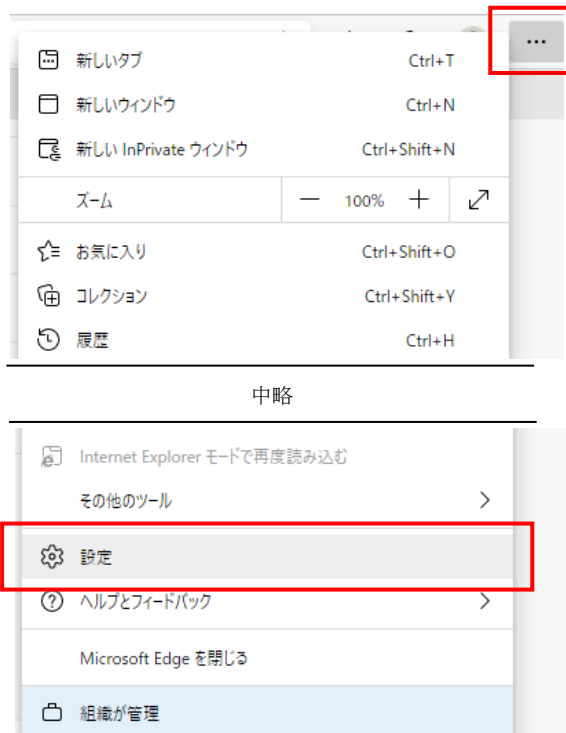 新しいタブ Ctrl+T
新しいウィンドウ Ctrl+N
新しい InPrivate ウィンドウ Ctrl+Shift+N
ズーム 100%
お気に入り Ctrl+Shift+O
コレクション Ctrl+Shift+Y
履歴 Ctrl+H
中略
Internet Explorer モードで再度読み込む
その他のツール
設定
ヘルプとフィードバック
Microsoft Edge を閉じる
組織が管理